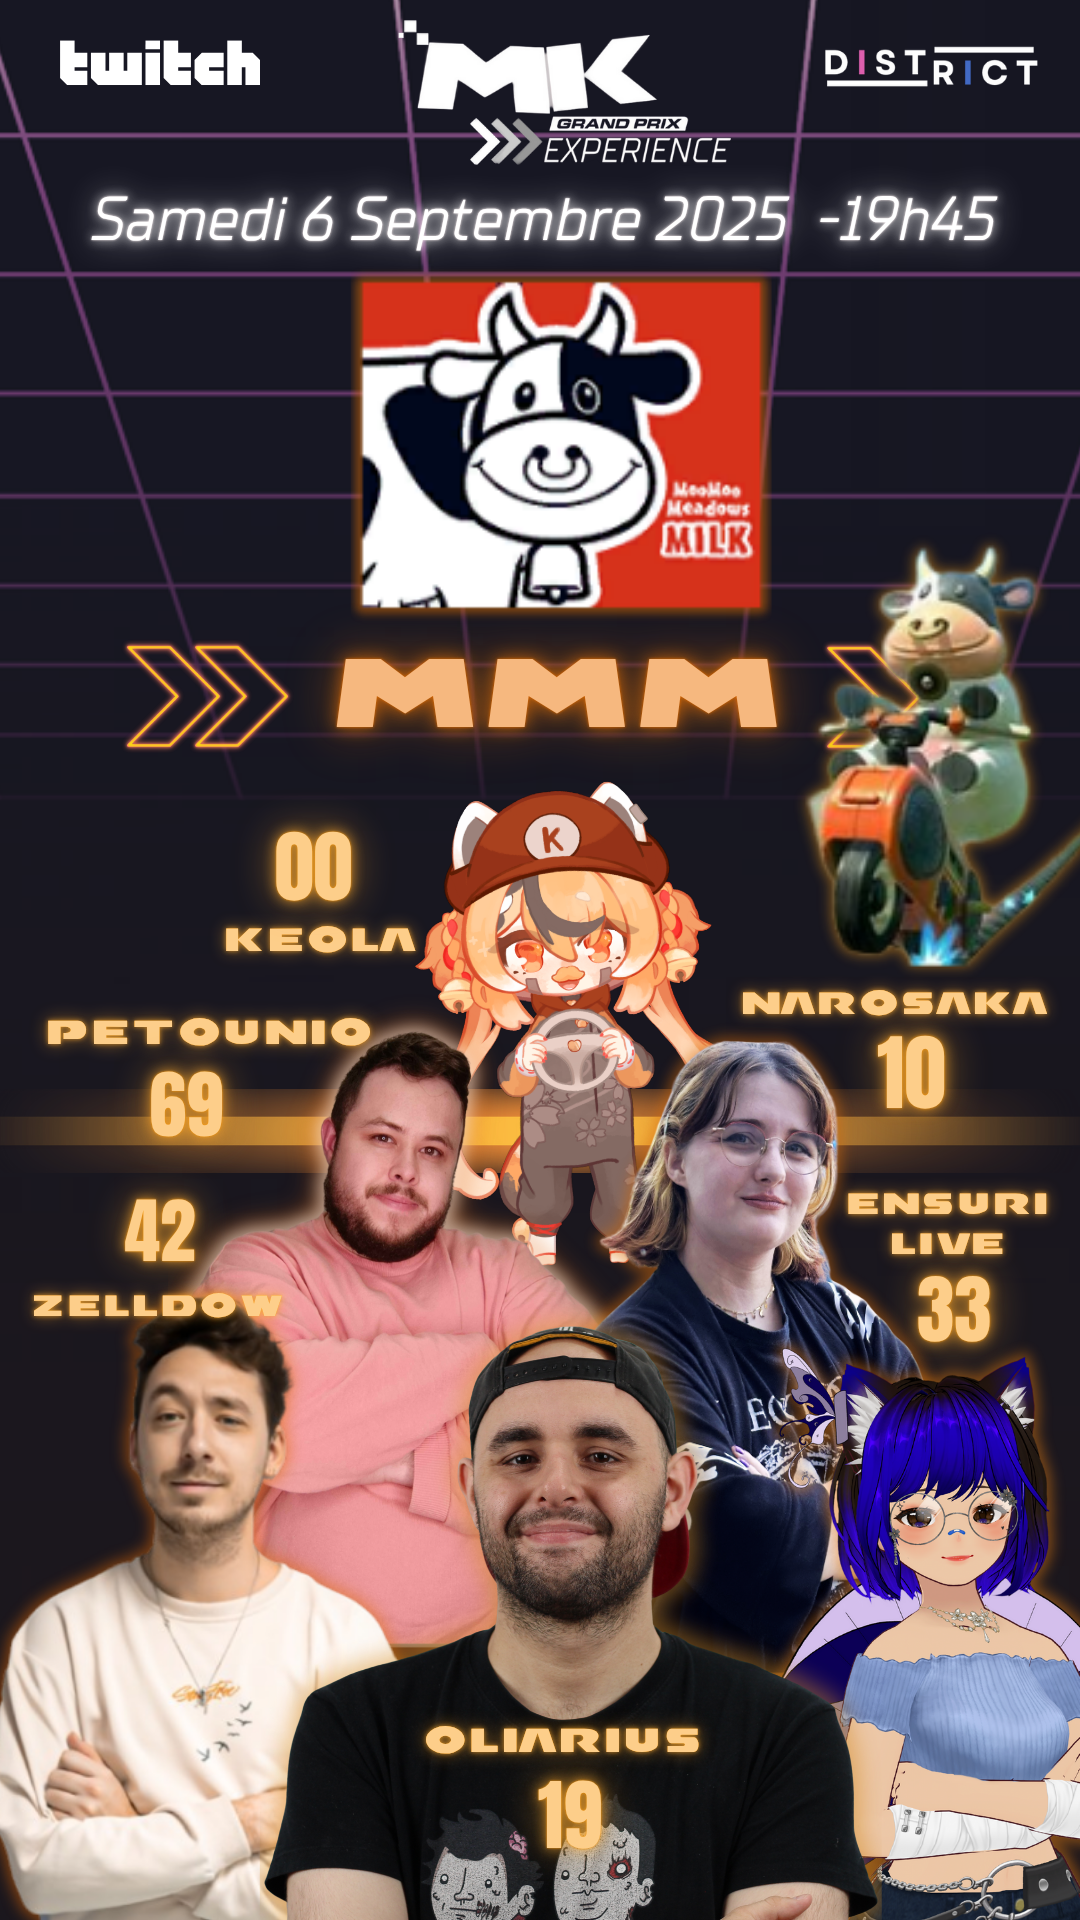 twitch
MK
GRAND PRIX
EXPERIENCE
DISTRICT
Samedi 6 Septembre 2025 -19h45
MooMoo
Meadows
MILK
MMM
K
00
KEOLA
PETOUNIO
69
NAROSAKA
10
42
ZELLDOW
ENSURI
LIVE
33
OLIARIUS
19